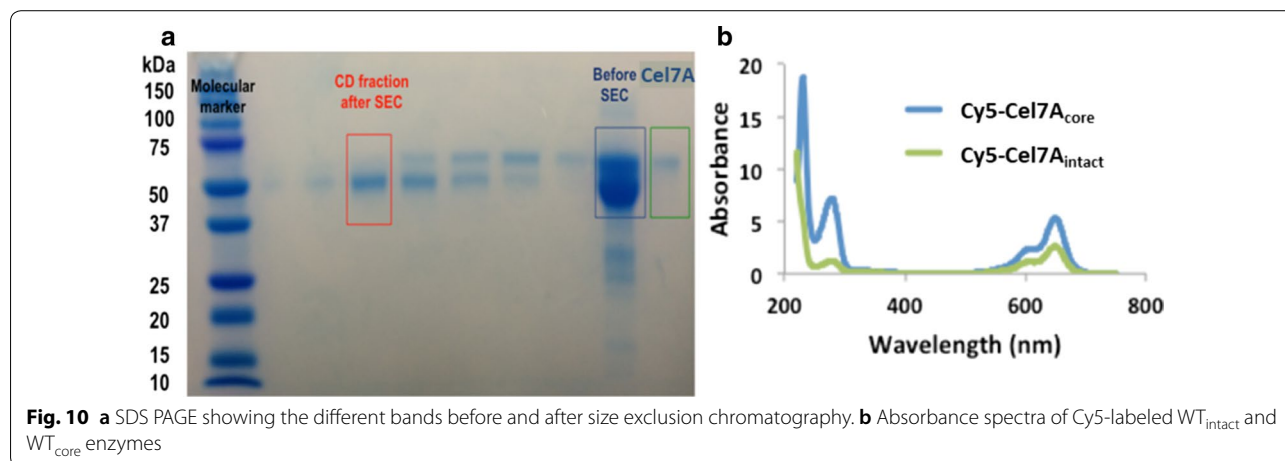 a
kDa
150
100
75
50
37
25
20
15
10
Molecular
marker
CD fraction
after SEC
Before
SEC
Cel7A
b
Absorbance
20
15
10
5
0
Cy5-Cel7Acore
Cy5-Cel7Aintact
200 400 600 800
Wavelength (nm)
Fig. 10 a SDS PAGE showing the different bands before and after size exclusion chromatography. b Absorbance spectra of Cy5-labeled WTintact and
WTcore enzymes